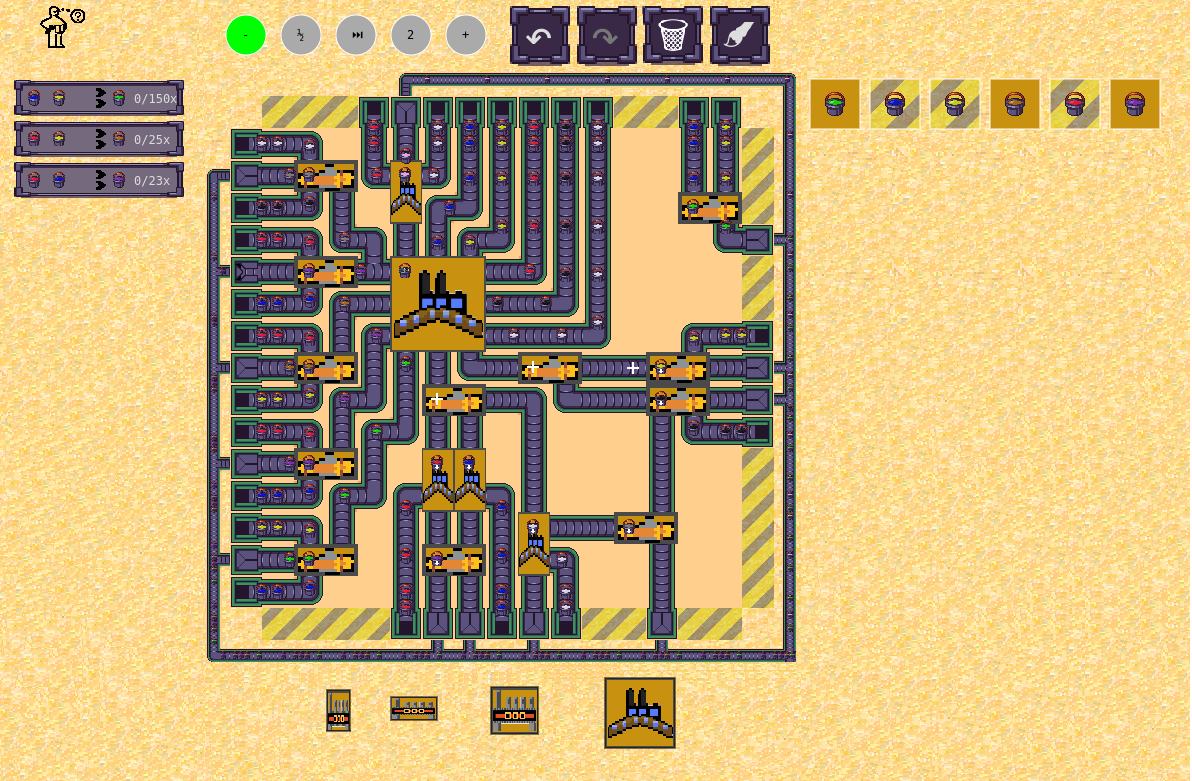 ?
- ½ ⏭ 2 +
0/150x
0/25x
0/23x